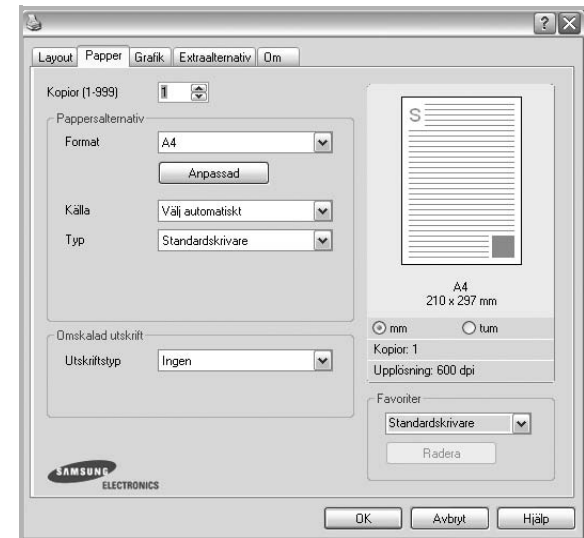 Layout Papper Grafik Extraalternativ Om
Kopior (1-999) 1
Pappersalternativ
Format A4
Anpassad
Källa Välj automatiskt
Typ Standardskrivare
Omskalad utskrift
Utskriftstyp Ingen
SAMSUNG
ELECTRONICS
S
A4
210 x 297 mm
mm tum
Kopior: 1
Upplösning: 600 dpi
Favoriter
Standardskrivare
Radera
OK Avbryt Hjälp